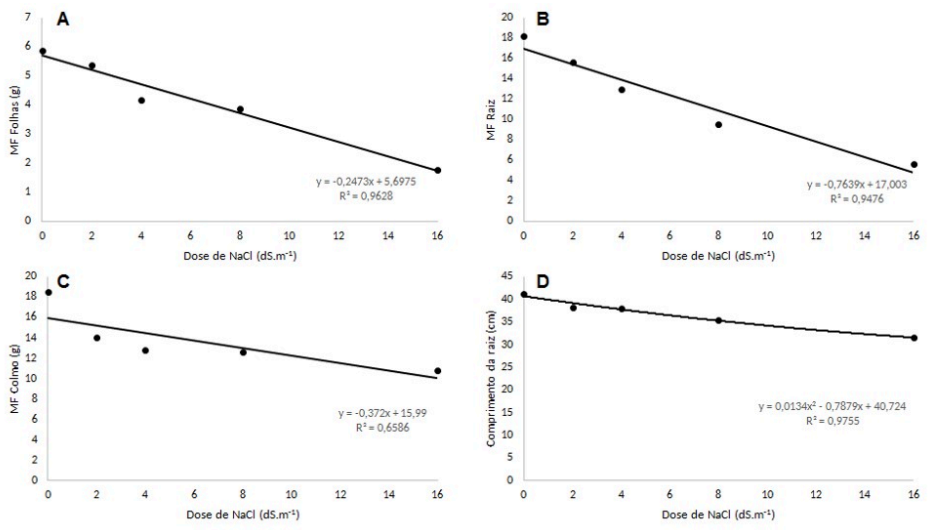 A
MF Folhas (g)
7
6
5
4
3
2
1
0
y = -0,2473x + 5,6975
R² = 0,9628
0 2 4 6 8 10 12 14 16
Dose de NaCl (dS.m⁻¹)
B
MF Raiz
20
18
16
14
12
10
8
6
4
2
0
y = -0,7639x + 17,003
R² = 0,9476
0 2 4 6 8 10 12 14 16
Dose de NaCl (dS.m⁻¹)
C
MF Colmo (g)
20
18
16
14
12
10
8
6
4
2
0
y = -0,372x + 15,99
R² = 0,6586
0 2 4 6 8 10 12 14 16
Dose de NaCl (dS.m⁻¹)
D
Comprimento da raiz (cm)
45
40
35
30
25
20
15
10
5
0
y = 0,0134x² - 0,7879x + 40,724
R² = 0,9755
0 2 4 6 8 10 12 14 16
Dose de NaCl (dS.m⁻¹)